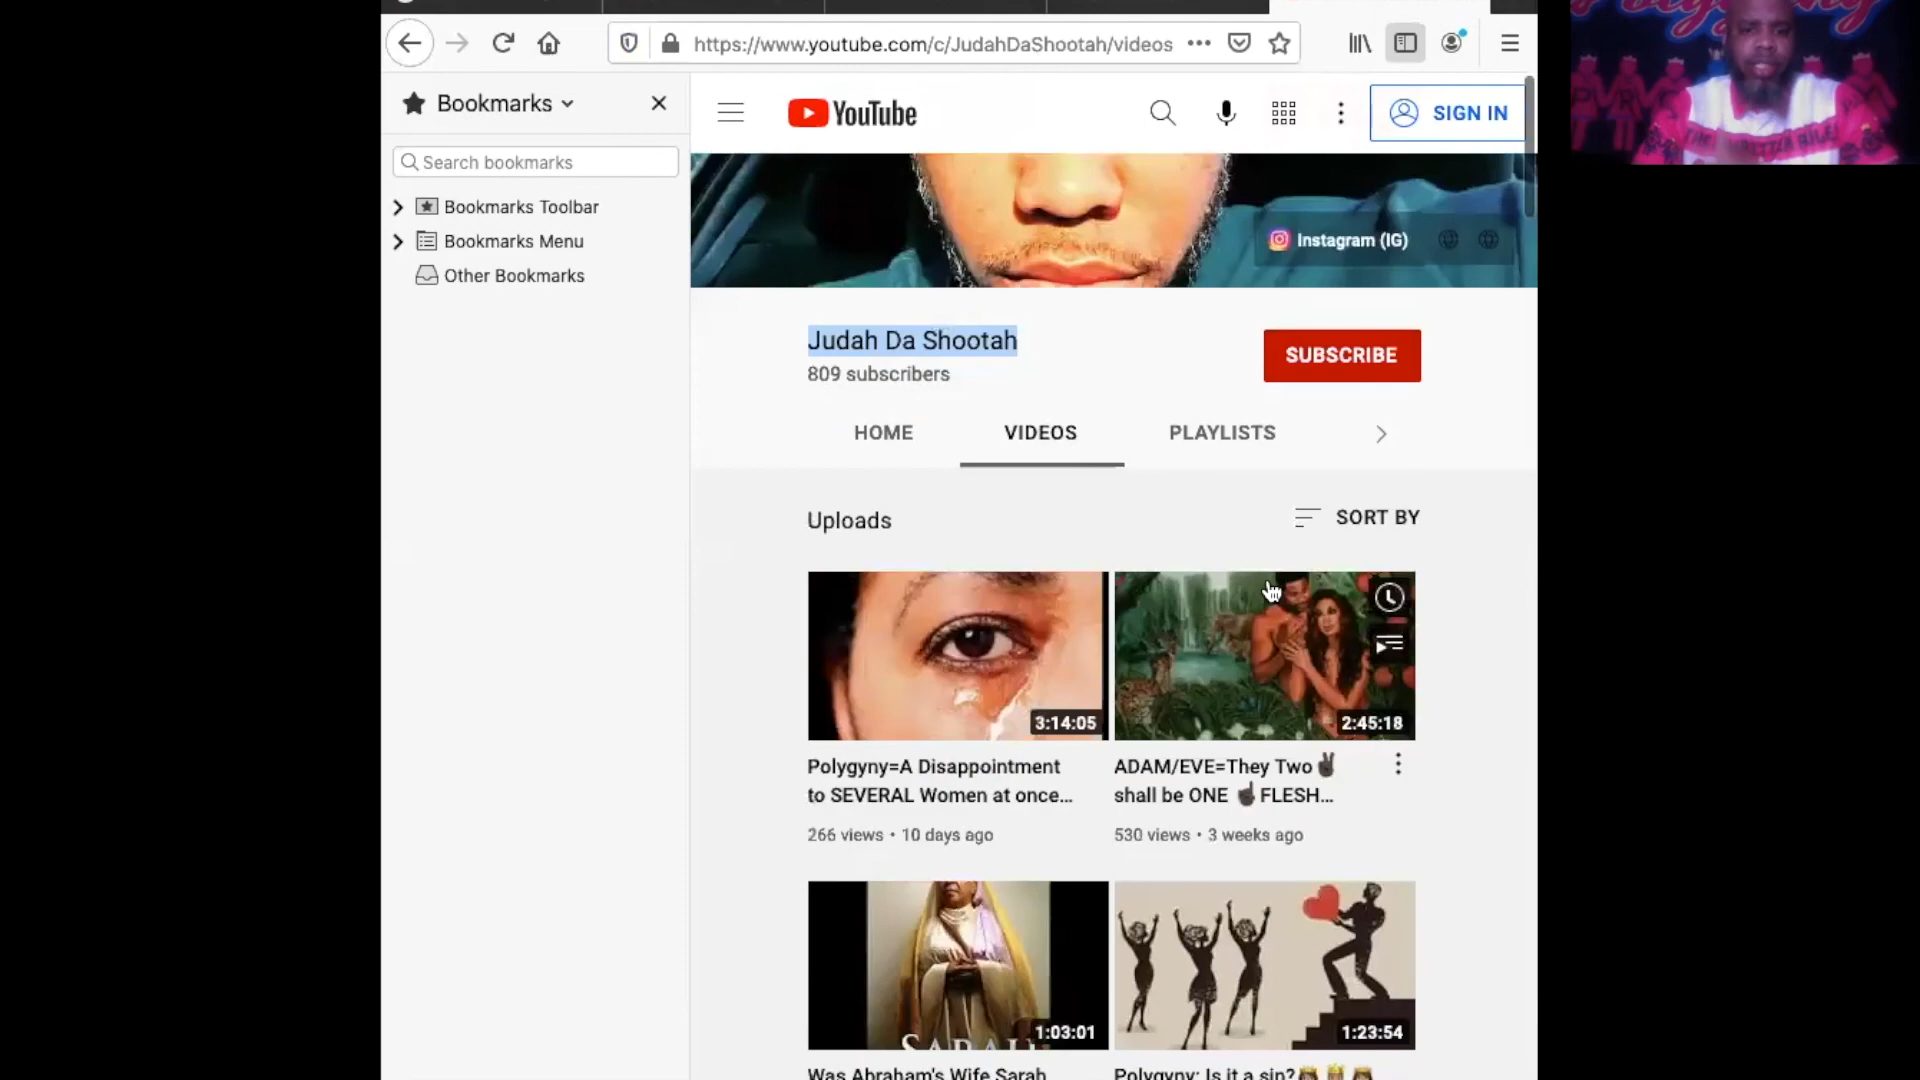 https://www.youtube.com/c/JudahDaShootah/videos
Bookmarks
YouTube
SIGN IN
Search bookmarks
Bookmarks Toolbar
Bookmarks Menu
Other Bookmarks
Instagram (IG)
Judah Da Shootah
809 subscribers
SUBSCRIBE
HOME
VIDEOS
PLAYLISTS
Uploads
SORT BY
3:14:05
2:45:18
Polygyny=A Disappointment
to SEVERAL Women at once...
ADAM/EVE=They Two✌🏿
shall be ONE ☝🏿FLESH...
266 views • 10 days ago
530 views • 3 weeks ago
SARAH
1:03:01
1:23:54
Was Abraham's Wife Sarah
Polygyny: Is it a sin?